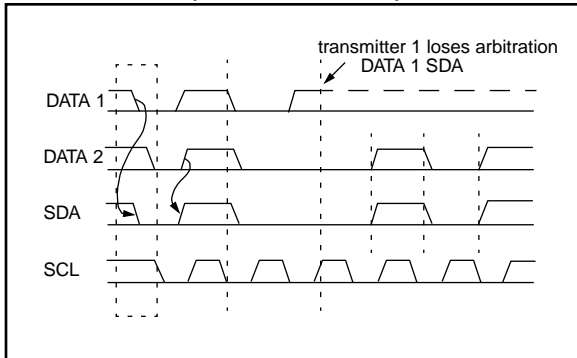 transmitter 1 loses arbitration
DATA 1 SDA
DATA 1
DATA 2
SDA
SCL